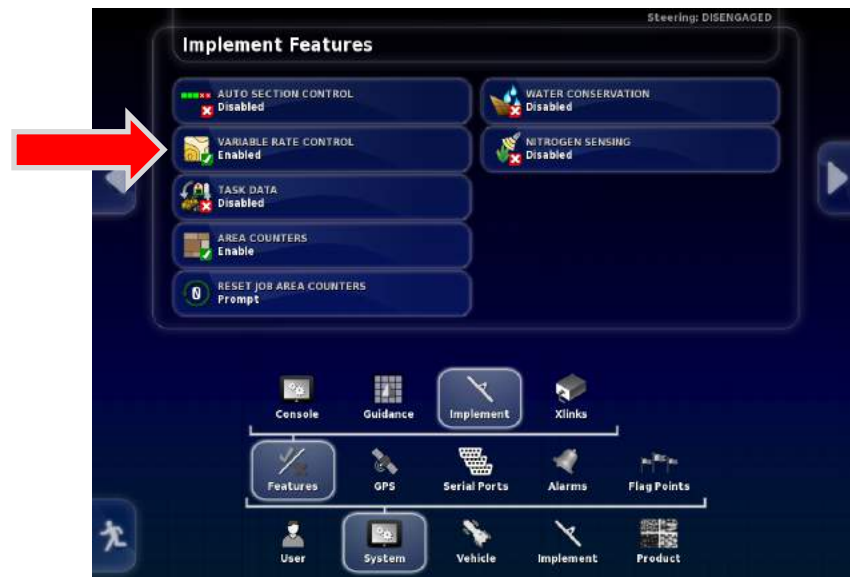 Steering: DISENGAGED
Implement Features
AUTO SECTION CONTROL
Disabled
WATER CONSERVATION
Disabled
VARIABLE RATE CONTROL
Enabled
NITROGEN SENSING
Disabled
TASK DATA
Disabled
AREA COUNTERS
Enable
0
RESET JOB AREA COUNTERS
Prompt
Console
Guidance
Implement
Xlinks
Features
GPS
Serial Ports
Alarms
Flag Points
User
System
Vehicle
Implement
Product